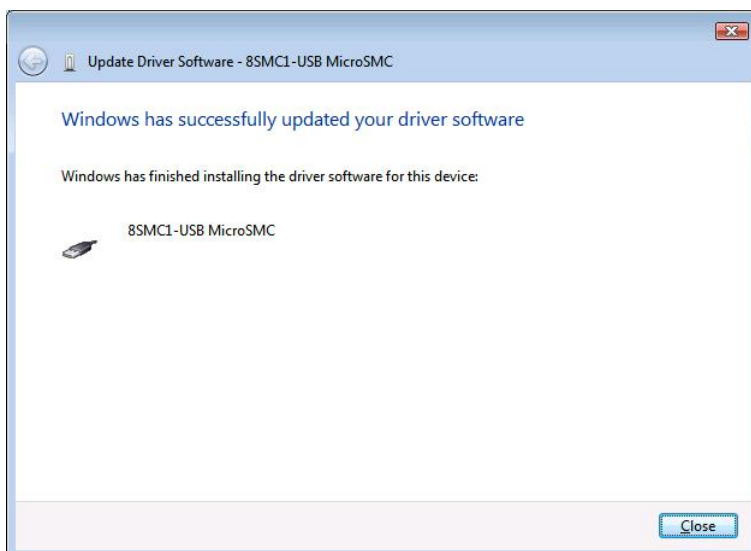 Update Driver Software - 8SMC1-USB MicroSMC
Windows has successfully updated your driver software
Windows has finished installing the driver software for this device:
8SMC1-USB MicroSMC
Close